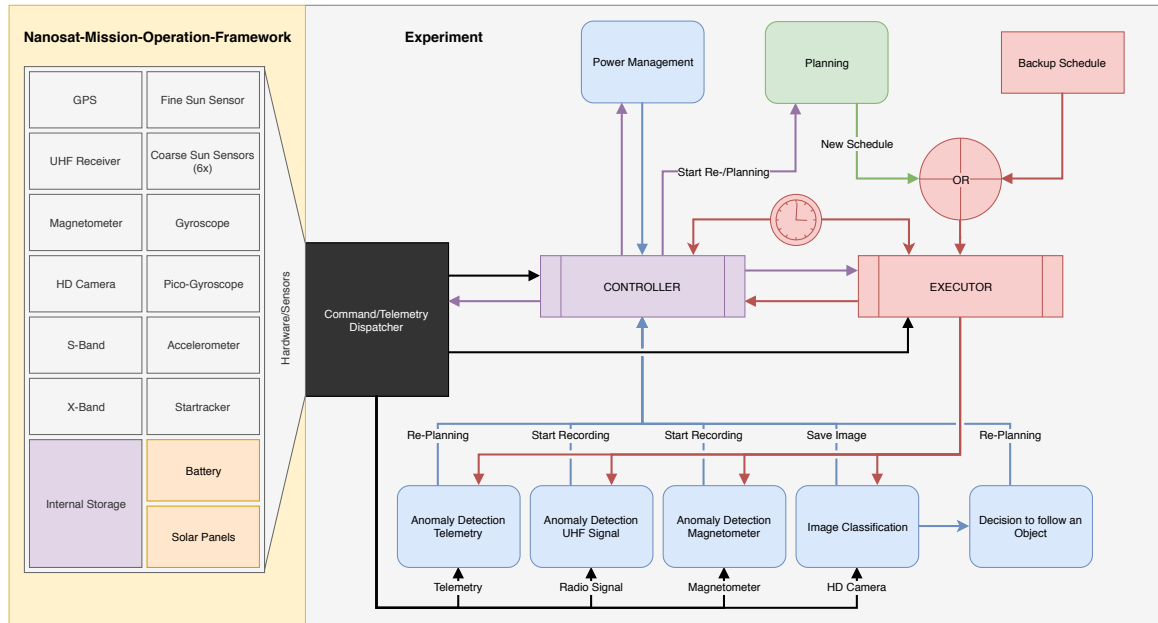 Nanosat-Mission-Operation-Framework
Experiment
GPS
Fine Sun Sensor
UHF Receiver
Coarse Sun Sensors
(6x)
Magnetometer
Gyroscope
HD Camera
Pico-Gyroscope
S-Band
Accelerometer
X-Band
Startracker
Internal Storage
Battery
Solar Panels
Hardware/Sensors
Command/Telemetry
Dispatcher
Power Management
Planning
Backup Schedule
New Schedule
Start Re-/Planning
OR
CONTROLLER
EXECUTOR
Re-Planning
Start Recording
Start Recording
Save Image
Re-Planning
Anomaly Detection
Telemetry
Anomaly Detection
UHF Signal
Anomaly Detection
Magnetometer
Image Classification
Decision to follow an
Object
Telemetry
Radio Signal
Magnetometer
HD Camera